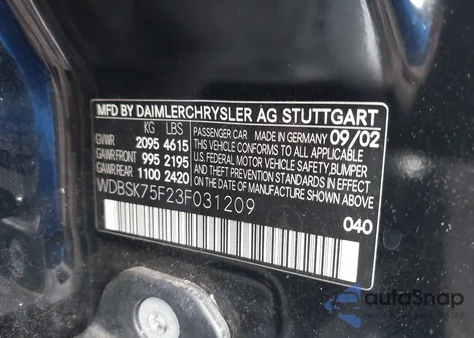 MFD BY DAIMLERCHRYSLER AG STUTTGART
KG LBS PASSENGER CAR MADE IN GERMANY 09/02
GVWR 2095 4615 THIS VEHICLE CONFORMS TO ALL APPLICABLE
GAWR FRONT 995 2195 U.S. FEDERAL MOTOR VEHICLE SAFETY, BUMPER
GAWR REAR 1100 2420 AND THEFT PREVENTION STANDARDS IN EFFECT
WDBSK75F23F031209 ON THE DATE OF MANUFACTURE SHOWN ABOVE
040
autoSnap